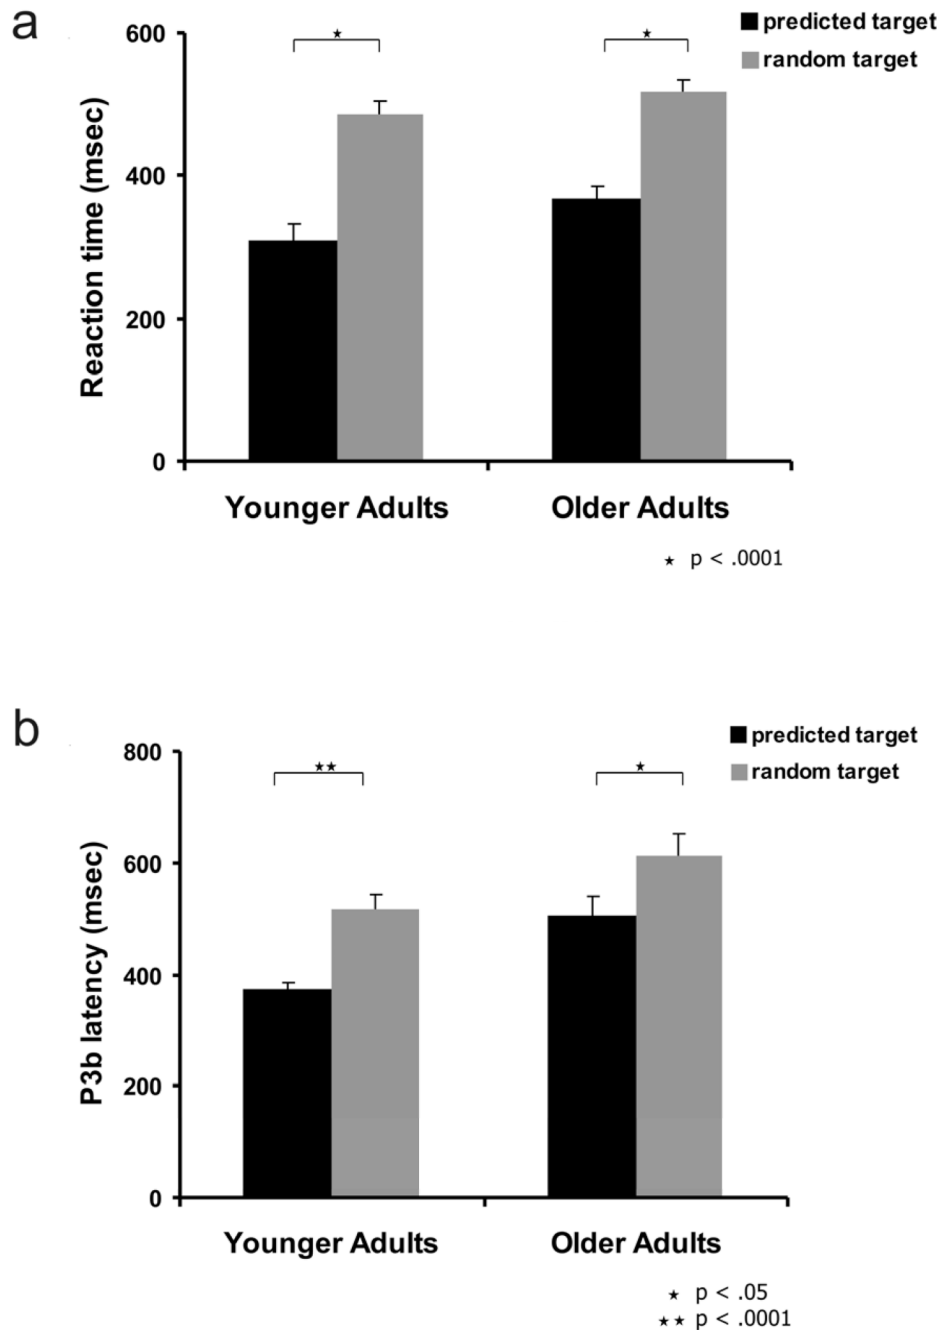 a
predicted target
random target
Reaction time (msec)
600
400
200
0
Younger Adults Older Adults
★ p < .0001
b
predicted target
random target
P3b latency (msec)
800
★★ ★
600
400
200
0
Younger Adults Older Adults
★ p < .05
★★ p < .0001